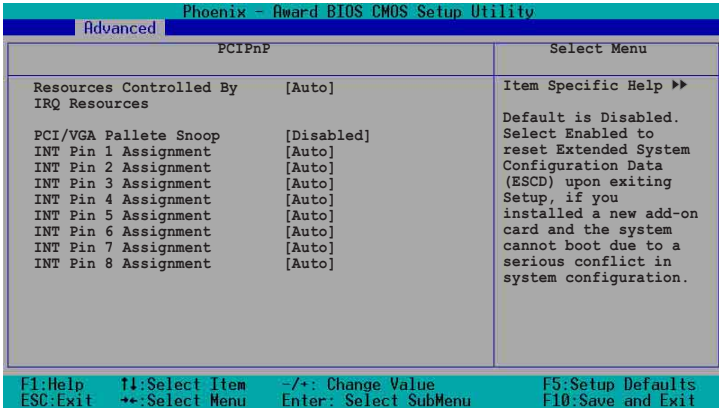 Phoenix - Award BIOS CMOS Setup Utility
Advanced
PCIPnP
Select Menu
Resources Controlled By [Auto]
IRQ Resources
PCI/VGA Pallete Snoop [Disabled]
INT Pin 1 Assignment [Auto]
INT Pin 2 Assignment [Auto]
INT Pin 3 Assignment [Auto]
INT Pin 4 Assignment [Auto]
INT Pin 5 Assignment [Auto]
INT Pin 6 Assignment [Auto]
INT Pin 7 Assignment [Auto]
INT Pin 8 Assignment [Auto]
Item Specific Help ▸▸
Default is Disabled.
Select Enabled to
reset Extended System
Configuration Data
(ESCD) upon exiting
Setup, if you
installed a new add-on
card and the system
cannot boot due to a
serious conflict in
system configuration.
F1:Help ↑↓:Select Item -/+: Change Value F5:Setup Defaults
ESC:Exit →←:Select Menu Enter: Select SubMenu F10:Save and Exit